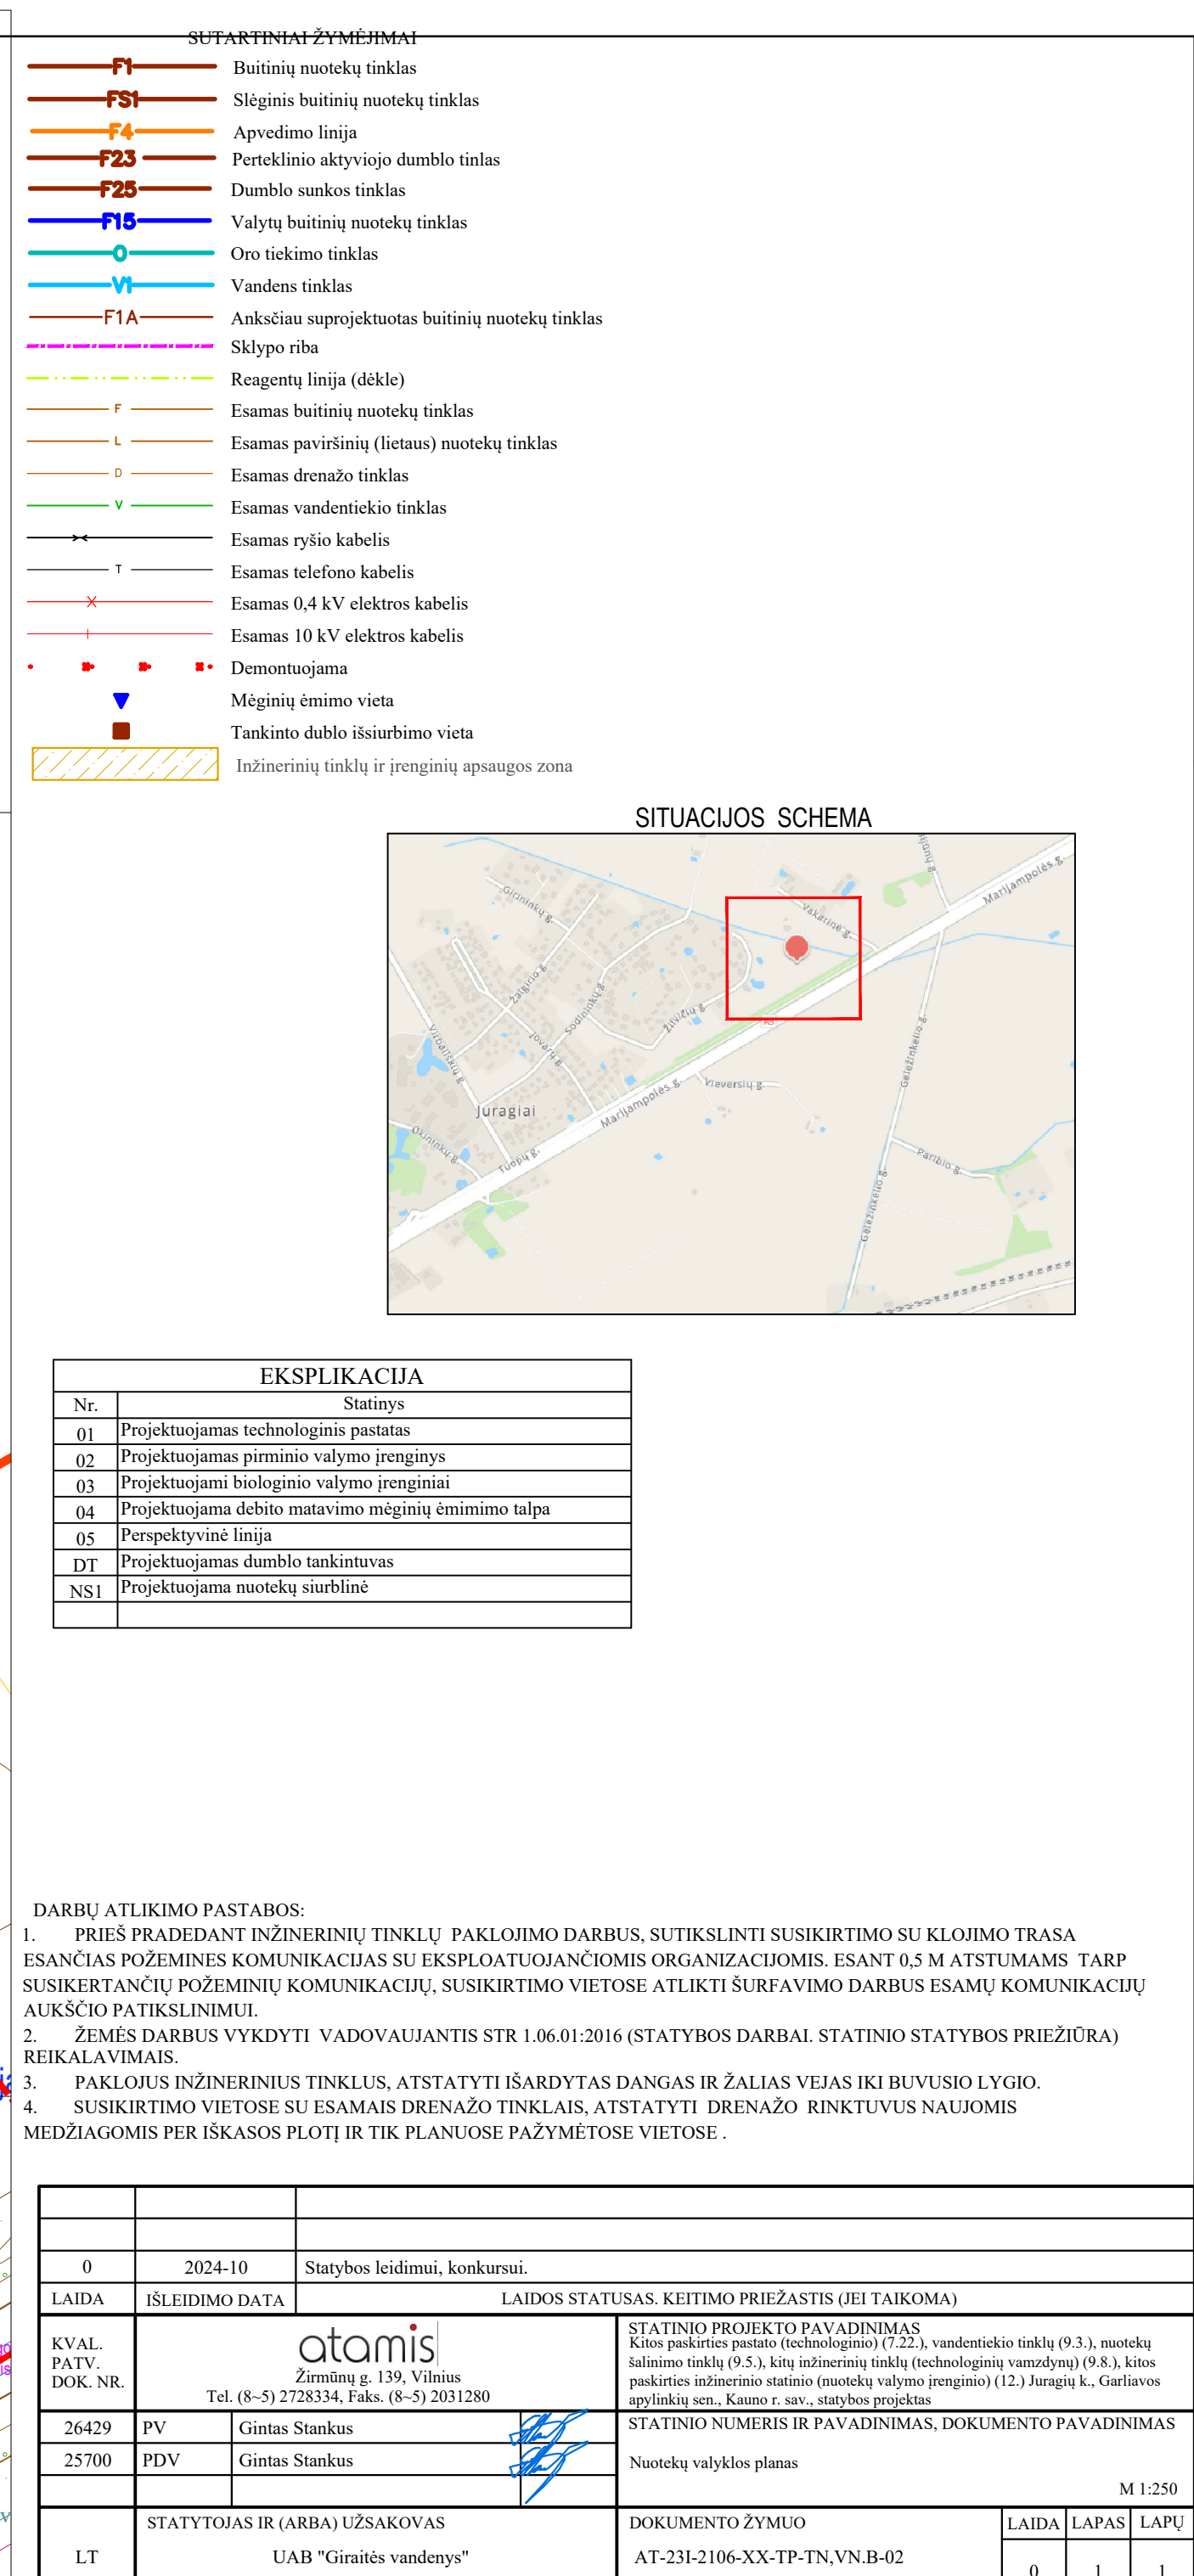 SUTARTINIAI ŽYMĖJIMAI
F1 Buitinių nuotekų tinklas
FS1 Slėginis buitinių nuotekų tinklas
F4 Apvedimo linija
F23 Perteklinio aktyviojo dumblo tinlas
F25 Dumblo sunkos tinklas
F15 Valytų buitinių nuotekų tinklas
O Oro tiekimo tinklas
V1 Vandens tinklas
F1A Anksčiau suprojektuotas buitinių nuotekų tinklas
Sklypo riba
Reagentų linija (dėkle)
F Esamas buitinių nuotekų tinklas
L Esamas paviršinių (lietaus) nuotekų tinklas
D Esamas drenažo tinklas
V Esamas vandentiekio tinklas
Esamas ryšio kabelis
T Esamas telefono kabelis
Esamas 0,4 kV elektros kabelis
Esamas 10 kV elektros kabelis
Demontuojama
Mėginių ėmimo vieta
Tankinto dublo išsiurbimo vieta
Inžinerinių tinklų ir įrenginių apsaugos zona
SITUACIJOS SCHEMA
Girininkų g.
Vakarinė g.
Marijampolės g.
Žalgirio g.
Sodininkų g.
Jovarų g.
Žilvičių g.
Virbališkių g.
Vieversių g.
Geležinkelio g.
Juragiai
Marijampolės g.
Okininkų g.
Tuopų g.
Paribio g.
Geležinkelio g.
EKSPLIKACIJA
Nr. Statinys
01 Projektuojamas technologinis pastatas
02 Projektuojamas pirminio valymo įrenginys
03 Projektuojami biologinio valymo įrenginiai
04 Projektuojama debito matavimo mėginių ėmimimo talpa
05 Perspektyvinė linija
DT Projektuojamas dumblo tankintuvas
NS1 Projektuojama nuotekų siurblinė
DARBŲ ATLIKIMO PASTABOS:
1. PRIEŠ PRADEDANT INŽINERINIŲ TINKLŲ PAKLOJIMO DARBUS, SUTIKSLINTI SUSIKIRTIMO SU KLOJIMO TRASA
ESANČIAS POŽEMINES KOMUNIKACIJAS SU EKSPLOATUOJANČIOMIS ORGANIZACIJOMIS. ESANT 0,5 M ATSTUMAMS TARP
SUSIKERTANČIŲ POŽEMINIŲ KOMUNIKACIJŲ, SUSIKIRTIMO VIETOSE ATLIKTI ŠURFAVIMO DARBUS ESAMŲ KOMUNIKACIJŲ
AUKŠČIO PATIKSLINIMUI.
2. ŽEMĖS DARBUS VYKDYTI VADOVAUJANTIS STR 1.06.01:2016 (STATYBOS DARBAI. STATINIO STATYBOS PRIEŽIŪRA)
REIKALAVIMAIS.
3. PAKLOJUS INŽINERINIUS TINKLUS, ATSTATYTI IŠARDYTAS DANGAS IR ŽALIAS VEJAS IKI BUVUSIO LYGIO.
4. SUSIKIRTIMO VIETOSE SU ESAMAIS DRENAŽO TINKLAIS, ATSTATYTI DRENAŽO RINKTUVUS NAUJOMIS
MEDŽIAGOMIS PER IŠKASOS PLOTĮ IR TIK PLANUOSE PAŽYMĖTOSE VIETOSE .
0 2024-10 Statybos leidimui, konkursui.
LAIDA IŠLEIDIMO DATA LAIDOS STATUSAS. KEITIMO PRIEŽASTIS (JEI TAIKOMA)
KVAL.
PATV.
DOK. NR.
atamis
Žirmūnų g. 139, Vilnius
Tel. (8~5) 2728334, Faks. (8~5) 2031280
STATINIO PROJEKTO PAVADINIMAS
Kitos paskirties pastato (technologinio) (7.22.), vandentiekio tinklų (9.3.), nuotekų
šalinimo tinklų (9.5.), kitų inžinerinių tinklų (technologinių vamzdynų) (9.8.), kitos
paskirties inžinerinio statinio (nuotekų valymo įrenginio) (12.) Juragių k., Garliavos
apylinkių sen., Kauno r. sav., statybos projektas
26429 PV Gintas Stankus
25700 PDV Gintas Stankus
STATINIO NUMERIS IR PAVADINIMAS, DOKUMENTO PAVADINIMAS
Nuotekų valyklos planas
M 1:250
STATYTOJAS IR (ARBA) UŽSAKOVAS
LT UAB "Giraitės vandenys"
DOKUMENTO ŽYMUO
AT-23I-2106-XX-TP-TN,VN.B-02
LAIDA LAPAS LAPŲ
0 1 1